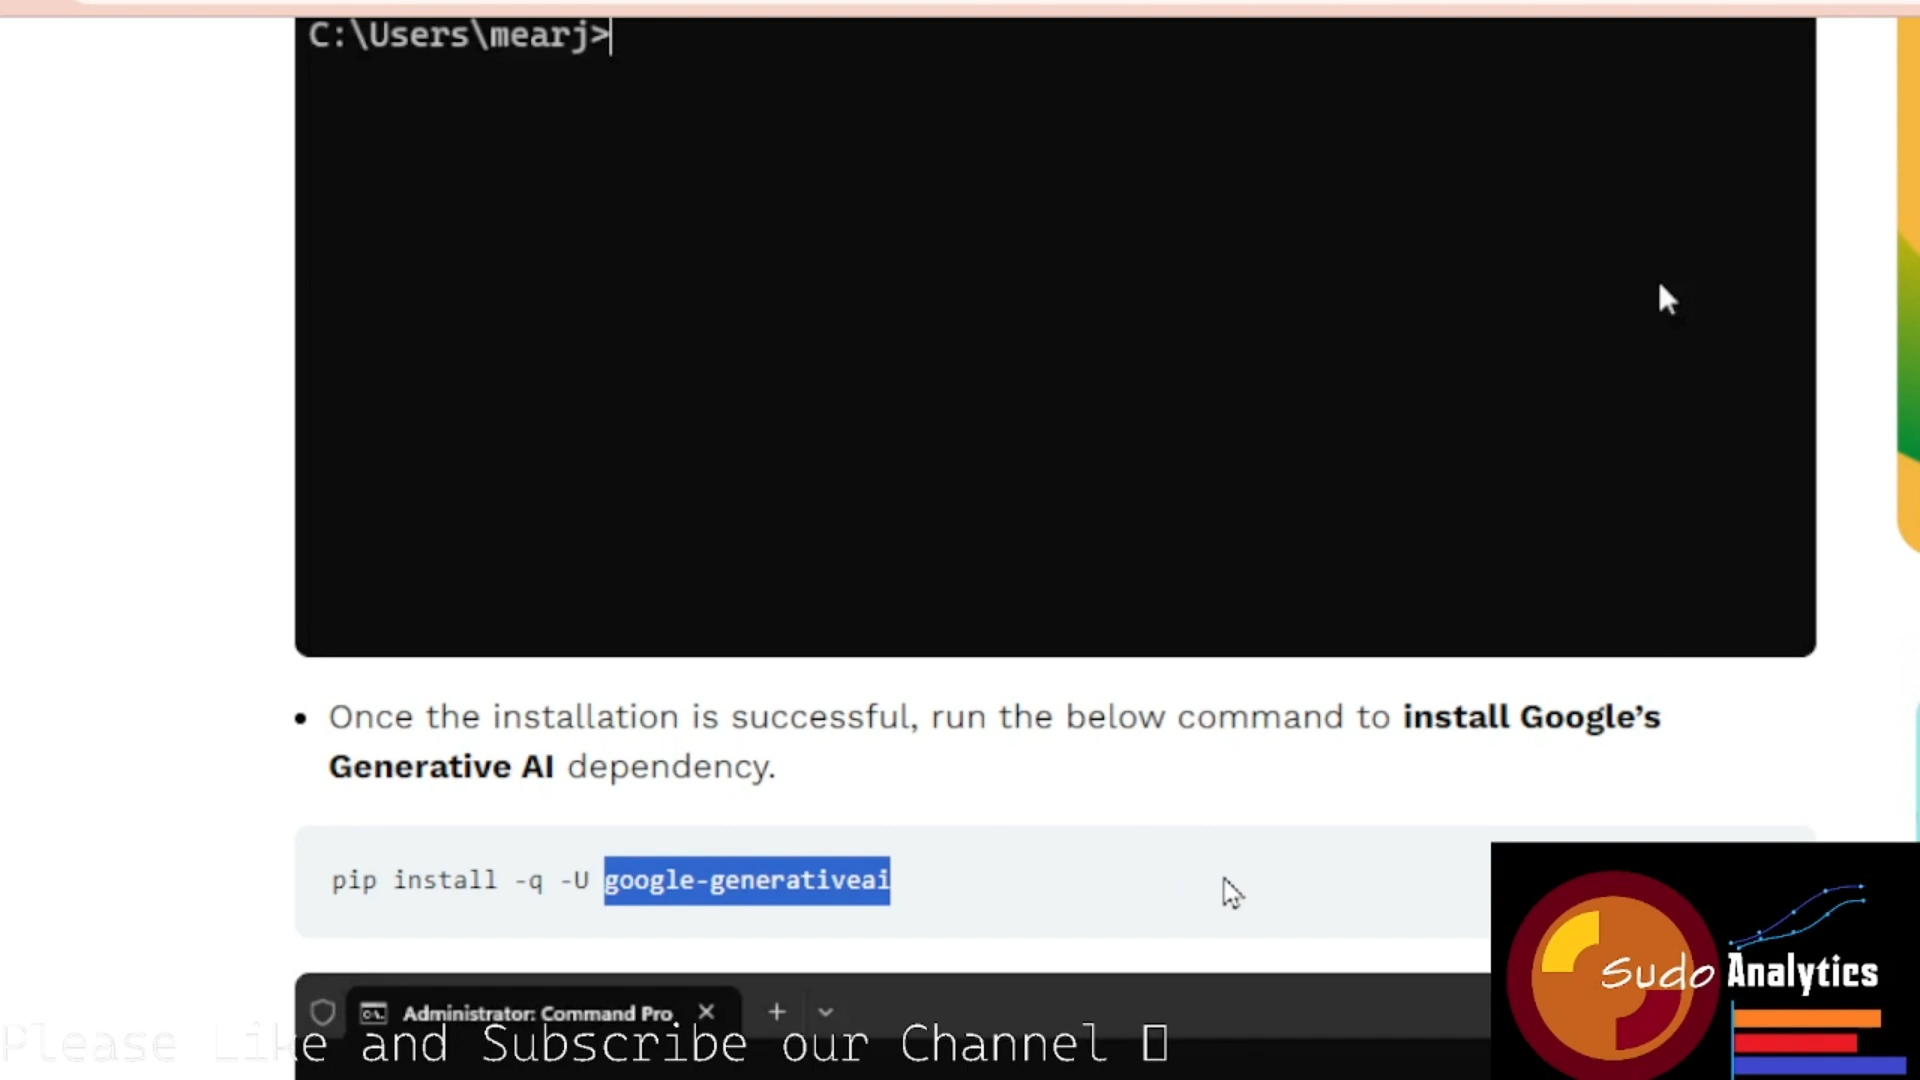 C:\Users\mearj>
• Once the installation is successful, run the below command to install Google’s
Generative AI dependency.
pip install -q -U google-generativeai
Administrator: Command Pro
Please Like and Subscribe our Channel
Sudo Analytics